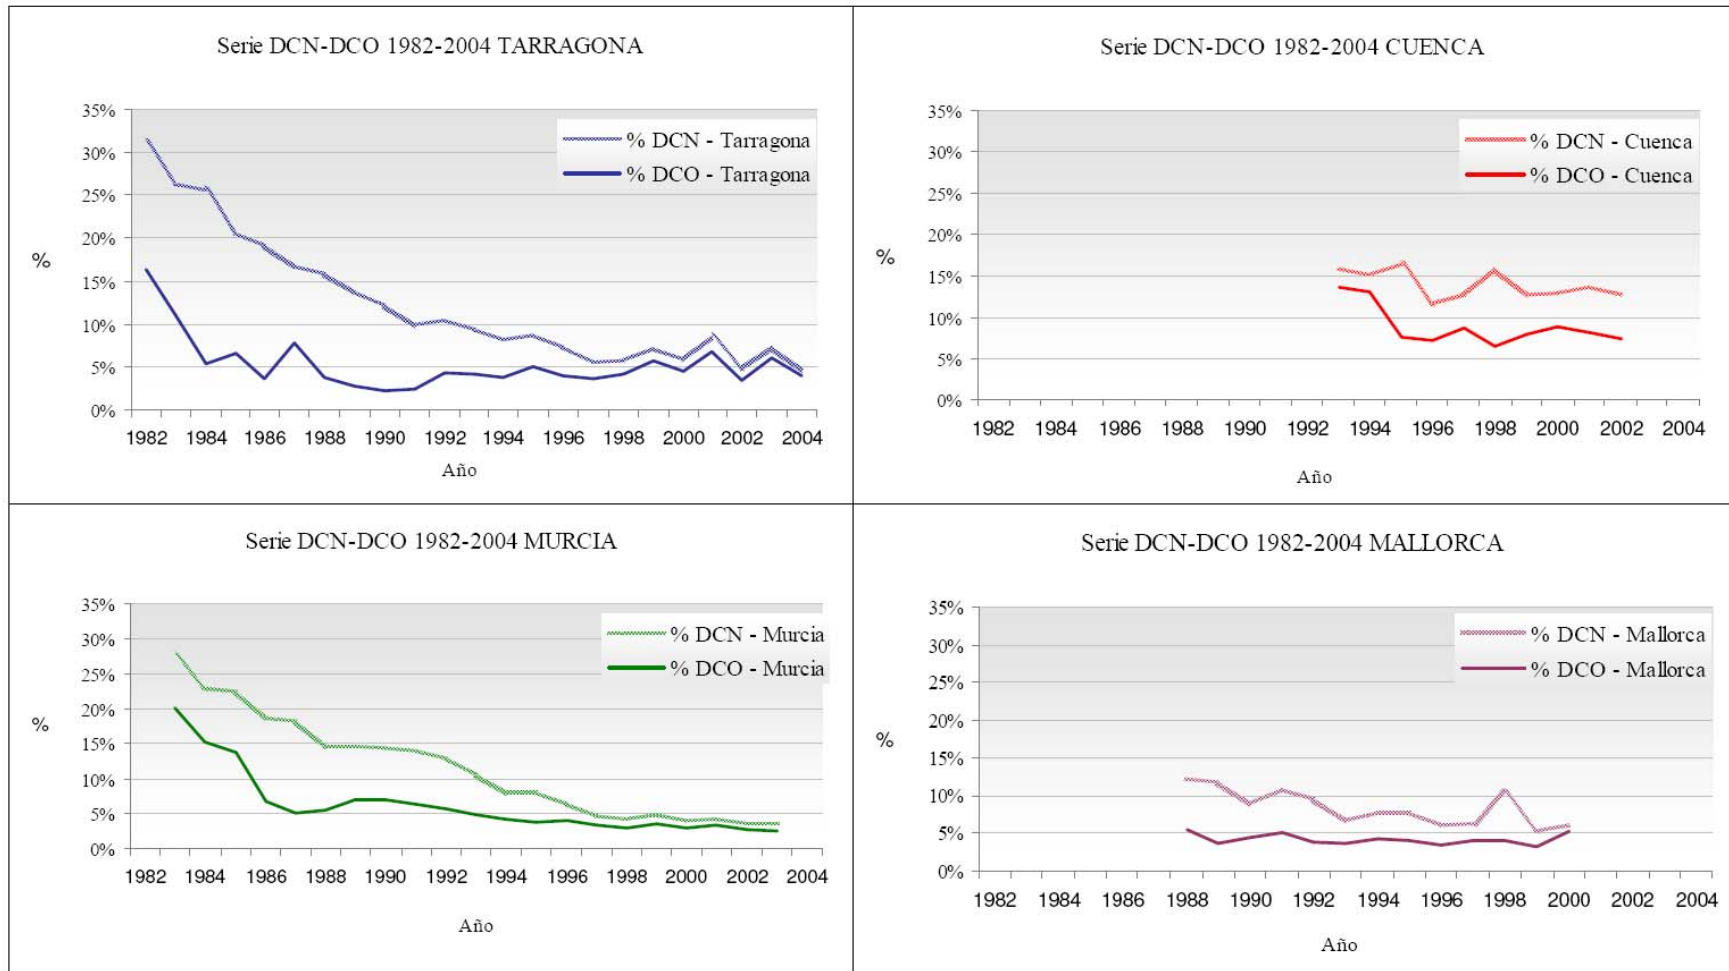 Serie DCN-DCO 1982-2004 TARRAGONA
35%
30%
25%
20%
15%
10%
5%
0%
%
% DCN - Tarragona
% DCO - Tarragona
1982 1984 1986 1988 1990 1992 1994 1996 1998 2000 2002 2004
Año
Serie DCN-DCO 1982-2004 CUENCA
35%
30%
25%
20%
15%
10%
5%
0%
%
% DCN - Cuenca
% DCO - Cuenca
1982 1984 1986 1988 1990 1992 1994 1996 1998 2000 2002 2004
Año
Serie DCN-DCO 1982-2004 MURCIA
35%
30%
25%
20%
15%
10%
5%
0%
%
% DCN - Murcia
% DCO - Murcia
1982 1984 1986 1988 1990 1992 1994 1996 1998 2000 2002 2004
Año
Serie DCN-DCO 1982-2004 MALLORCA
35%
30%
25%
20%
15%
10%
5%
0%
%
% DCN - Mallorca
% DCO - Mallorca
1982 1984 1986 1988 1990 1992 1994 1996 1998 2000 2002 2004
Año